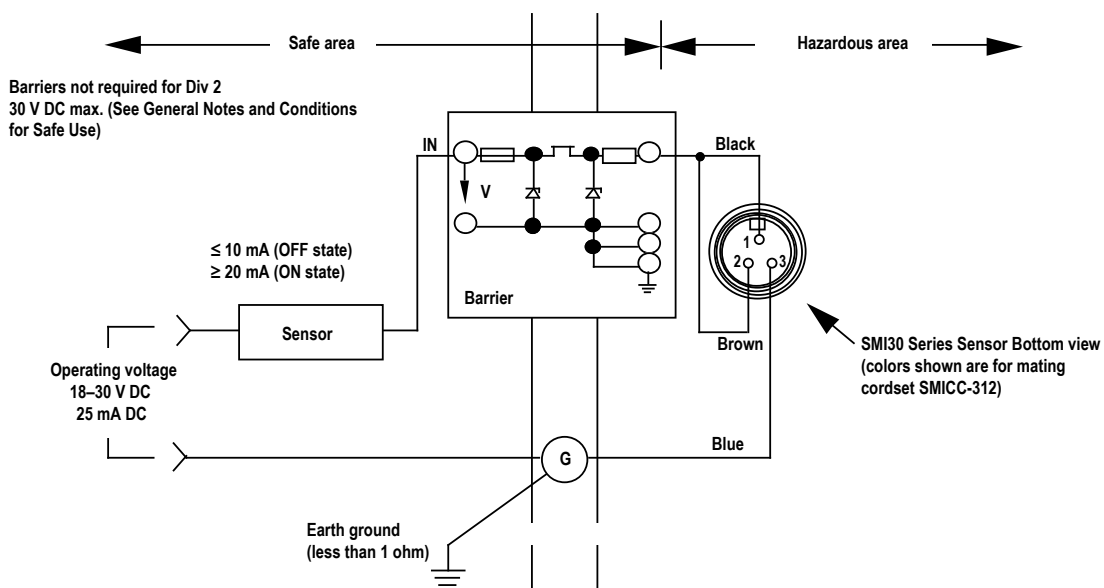 Safe area
Hazardous area
Barriers not required for Div 2
30 V DC max. (See General Notes and Conditions
for Safe Use)
IN
Black
V
1
2
3
≤ 10 mA (OFF state)
≥ 20 mA (ON state)
Barrier
Sensor
Brown
SMI30 Series Sensor Bottom view
(colors shown are for mating
cordset SMICC-312)
Operating voltage
18–30 V DC
25 mA DC
Blue
G
Earth ground
(less than 1 ohm)